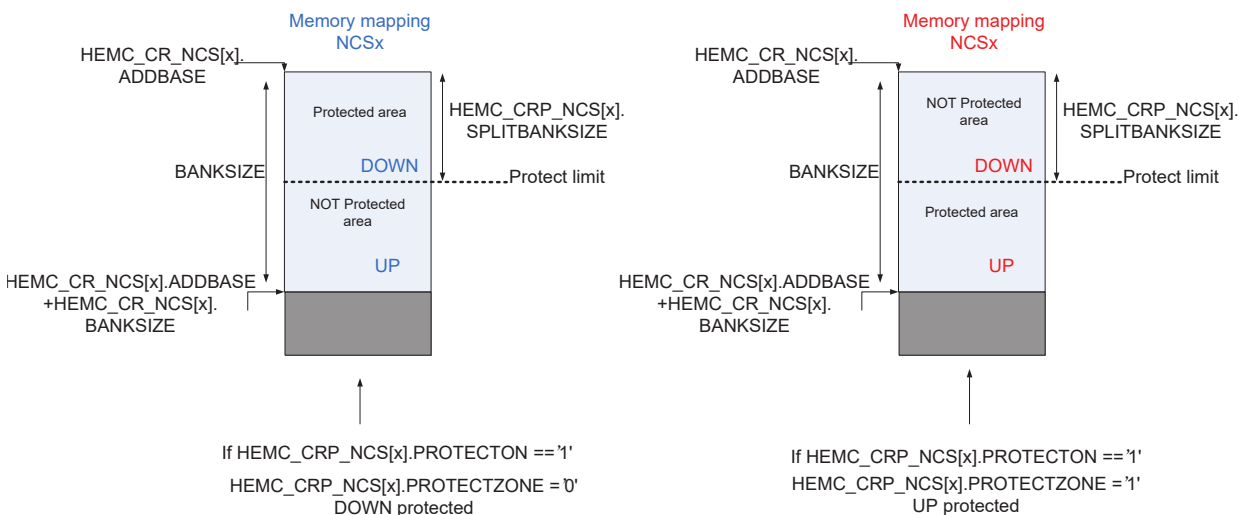 Memory mapping
NCSx
HEMC_CR_NCS[x].
ADDBASE
Protected area
HEMC_CRP_NCS[x].
SPLITBANKSIZE
DOWN
BANKSIZE
Protect limit
NOT Protected
area
UP
HEMC_CR_NCS[x].ADDBASE
+HEMC_CR_NCS[x].
BANKSIZE
If HEMC_CRP_NCS[x].PROTECTON =='1'
HEMC_CRP_NCS[x].PROTECTZONE ='0'
DOWN protected
Memory mapping
NCSx
HEMC_CR_NCS[x].
ADDBASE
NOT Protected
area
HEMC_CRP_NCS[x].
SPLITBANKSIZE
DOWN
BANKSIZE
Protect limit
Protected area
UP
HEMC_CR_NCS[x].ADDBASE
+HEMC_CR_NCS[x].
BANKSIZE
If HEMC_CRP_NCS[x].PROTECTON =='1'
HEMC_CRP_NCS[x].PROTECTZONE ='1'
UP protected